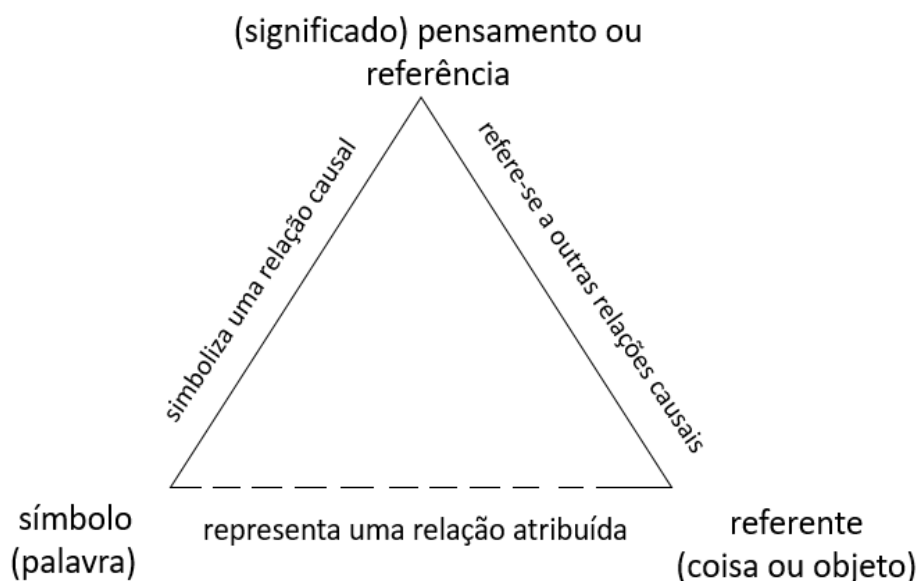 (significado) pensamento ou
referência
simboliza uma relação causal
refere-se a outras relações causais
símbolo
(palavra)
representa uma relação atribuída
referente
(coisa ou objeto)